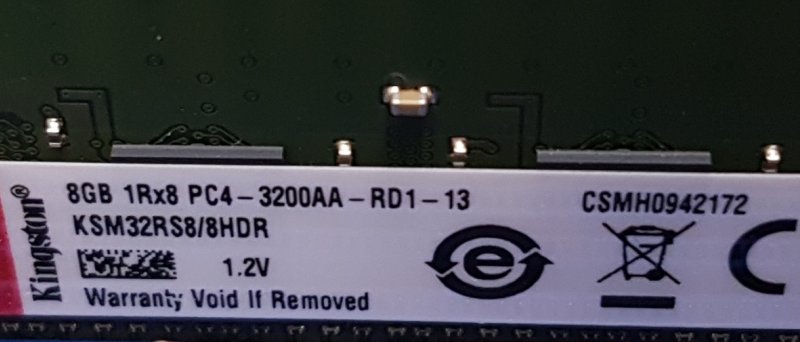 8GB 1Rx8 PC4-3200AA-RD1-13
CSMH0942172
KSM32RS8/8HDR
1.2V
Warranty Void If Removed
Kingston®
e
C